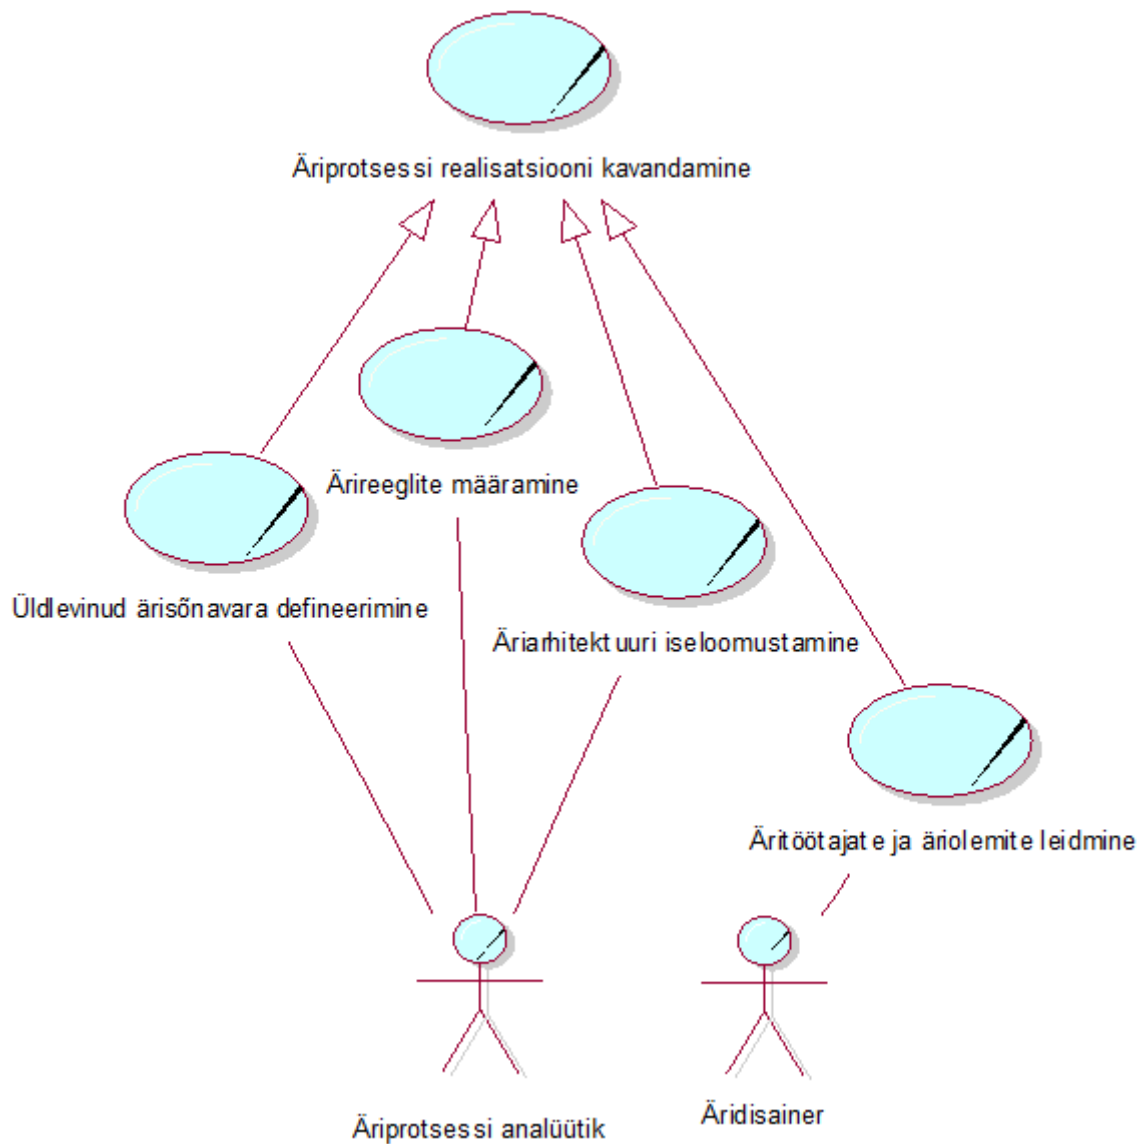 Äriprotsessi realisatsiooni kavandamine
Ärireeglite määramine
Üldlevinud ärisõnavara defineerimine
Äriarhitektuuri iseloomustamine
Äritöötajate ja äriolemite leidmine
Äriprotsessi analüütik
Äridisainer